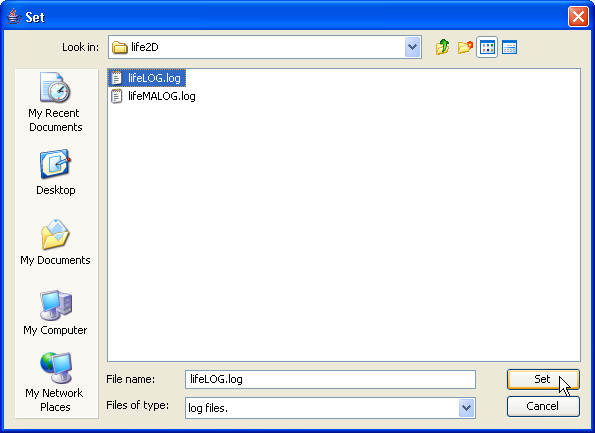 Set
Look in: life2D
lifeLOG.log
lifeMALOG.log
My Recent
Documents
Desktop
My Documents
My Computer
My Network
Places
File name: lifeLOG.log
Set
Files of type: log files.
Cancel